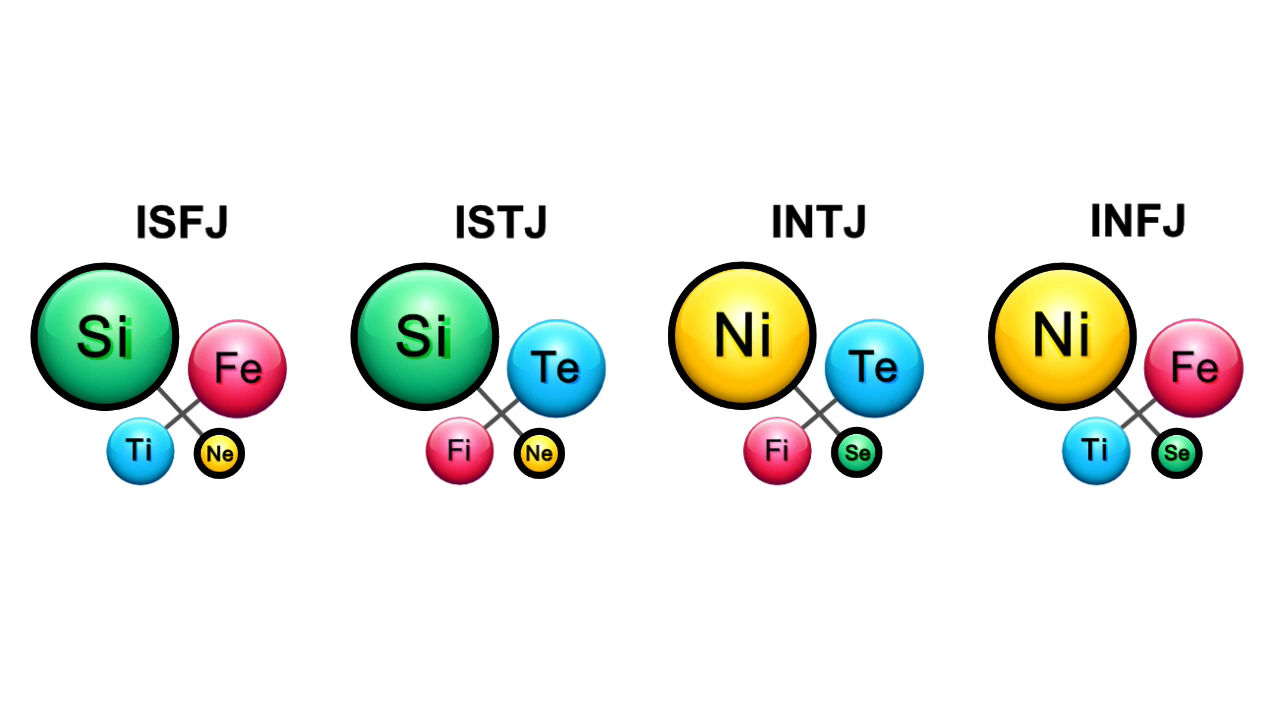 ISFJ ISTJ INTJ INFJ
Si Fe Si Te Ni Te Ni Fe
Ti Ne Fi Ne Fi Se Ti Se